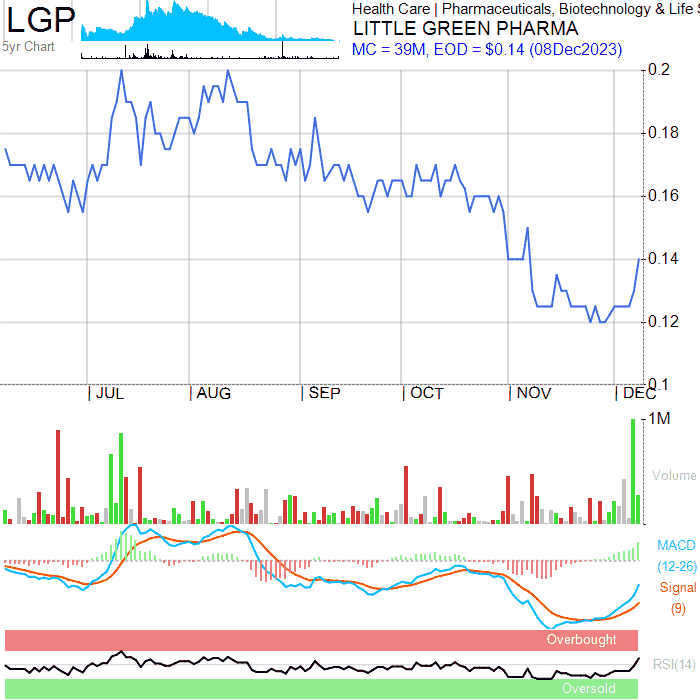 LGP
5yr Chart
Health Care | Pharmaceuticals, Biotechnology & Life S
LITTLE GREEN PHARMA
MC = 39M, EOD = $0.14 (08Dec2023)
0.2
0.18
0.16
0.14
0.12
0.1
JUL AUG SEP OCT NOV DEC
1M
Volume
MACD
(12-26)
Signal
(9)
Overbought
RSI(14)
Oversold